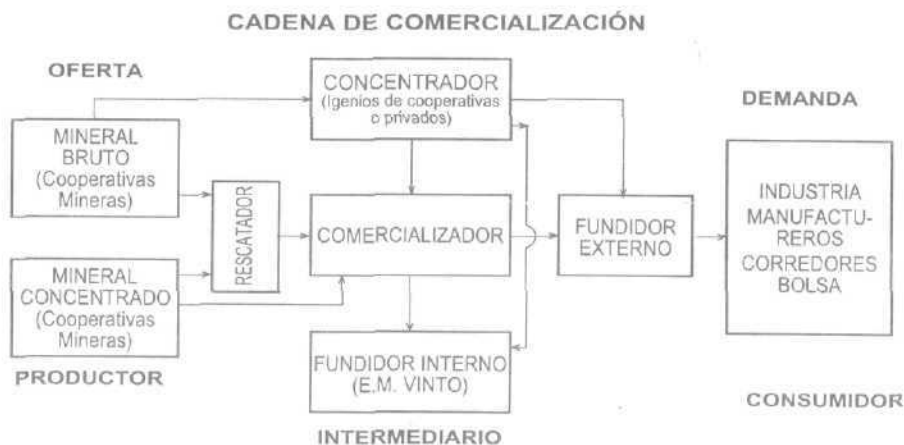 CADENA DE COMERCIALIZACIÓN
OFERTA
MINERAL
BRUTO
(Cooperativas
Mineras)
MINERAL
CONCENTRADO
(Cooperativas
Mineras)
PRODUCTOR
RESCATADOR
CONCENTRADOR
(Igenios de cooperativas
o privados)
COMERCIALIZADOR
FUNDIDOR INTERNO
(E.M. VINTO)
INTERMEDIARIO
FUNDIDOR
EXTERNO
DEMANDA
INDUSTRIA
MANUFACTU-
REROS
CORREDORES
BOLSA
CONSUMIDOR